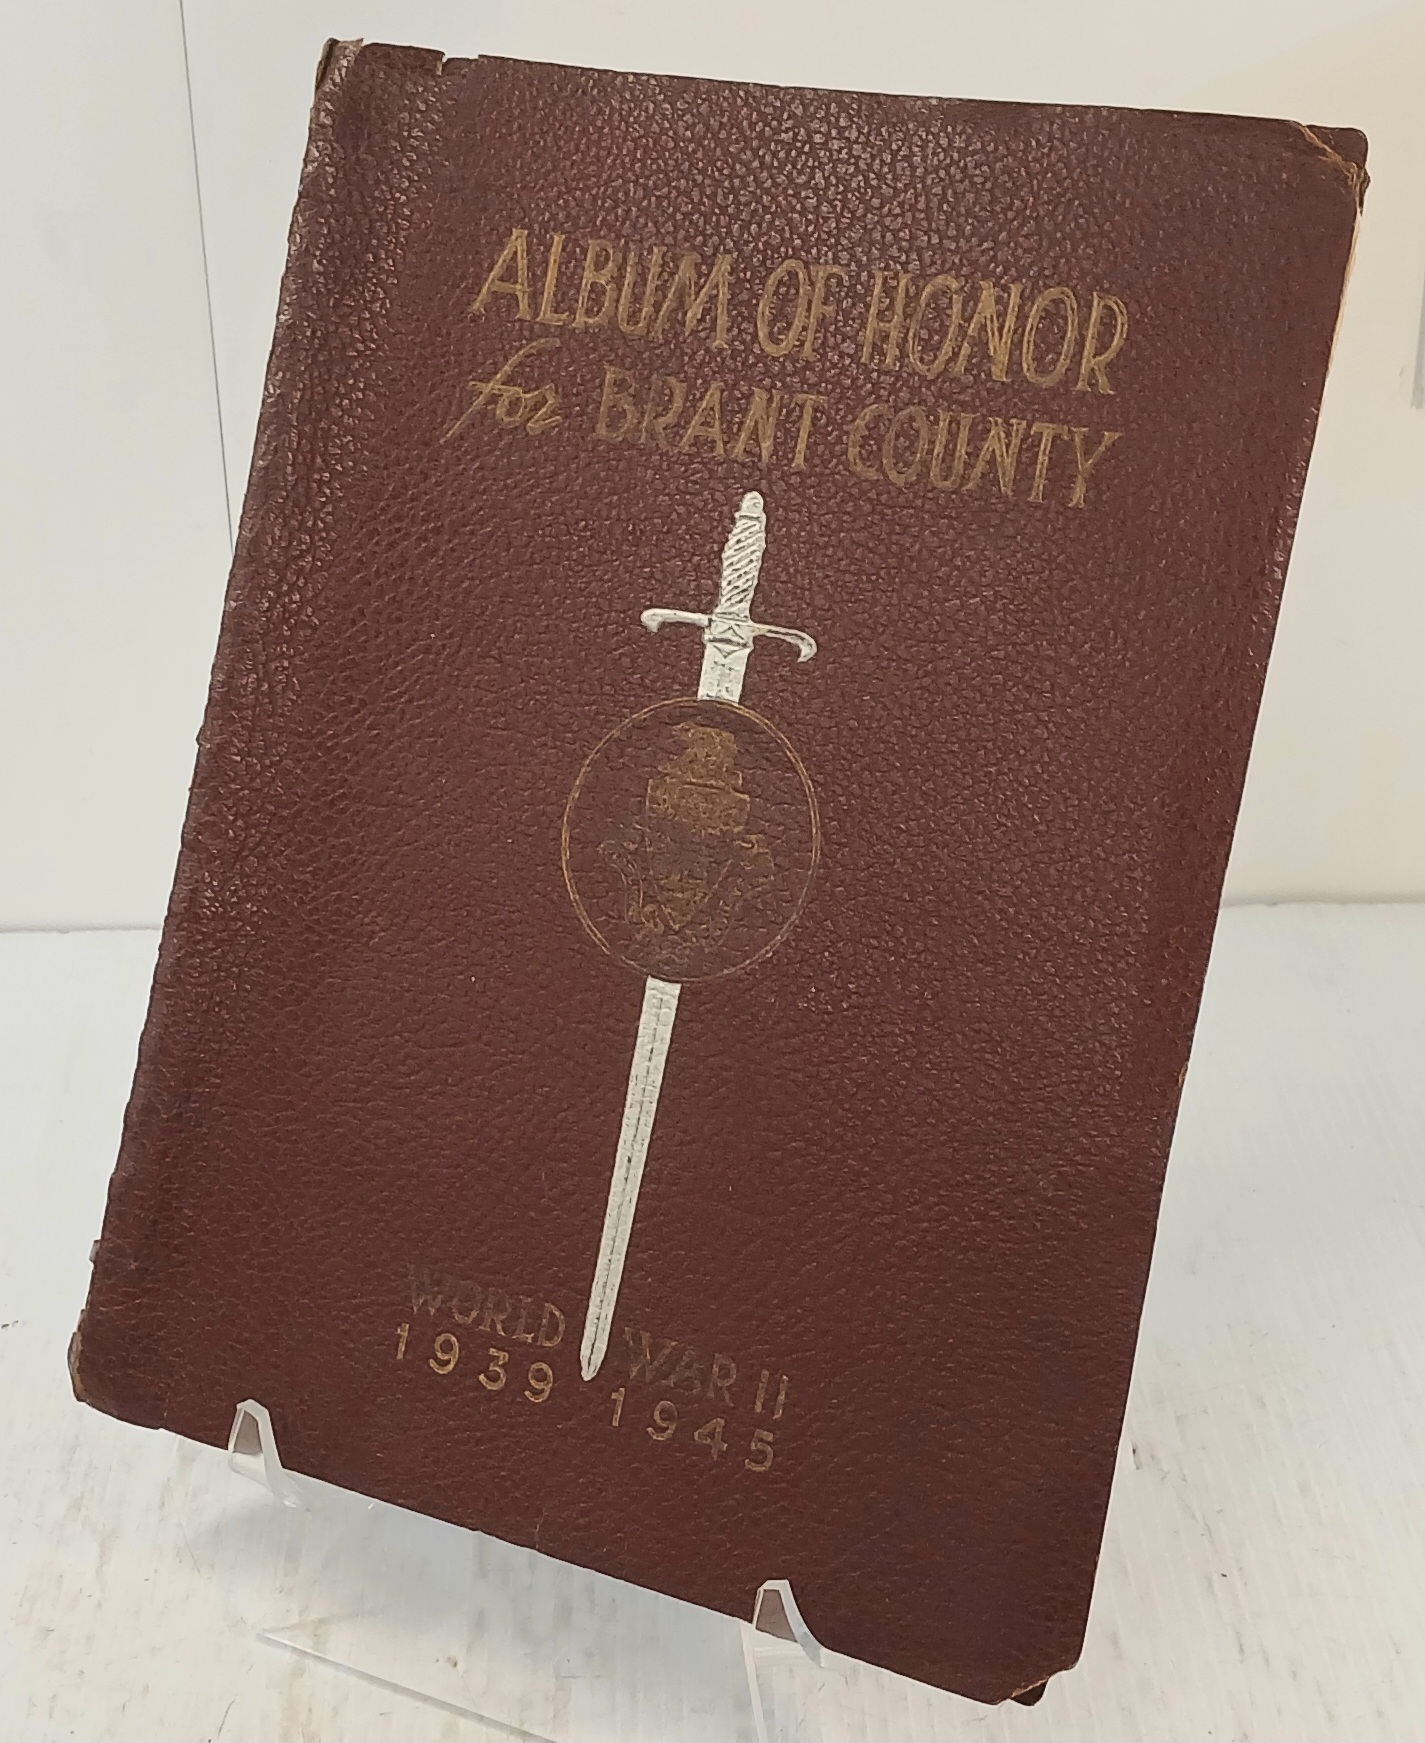 ALBUM OF HONOR
for BRANT COUNTY
WORLD WAR II
1939 1945